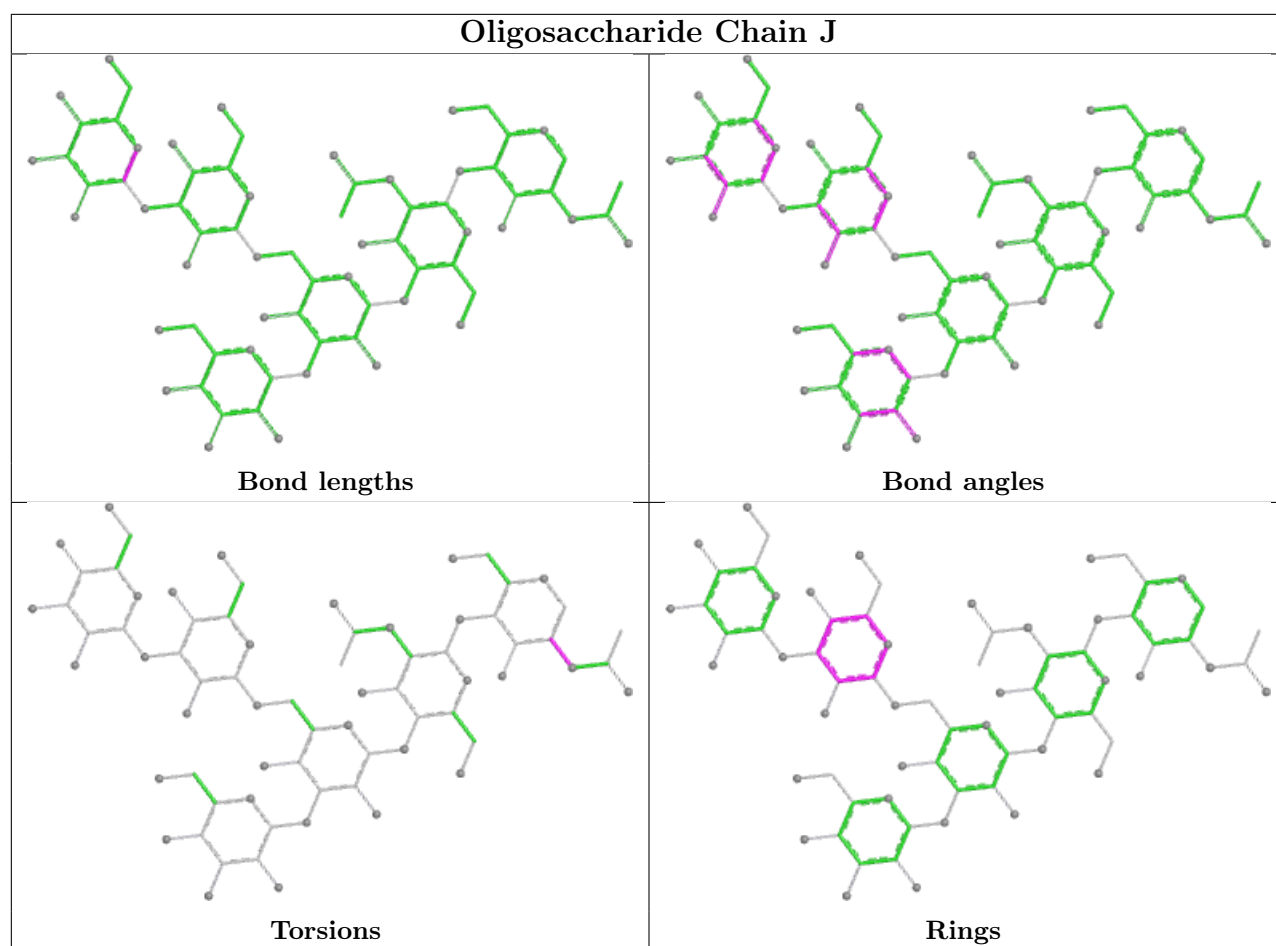 Oligosaccharide Chain J
Bond lengths
Bond angles
Torsions
Rings